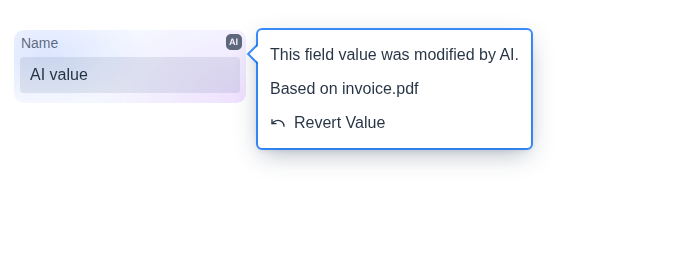 Name
AI
AI value
This field value was modified by AI.
Based on invoice.pdf
Revert Value